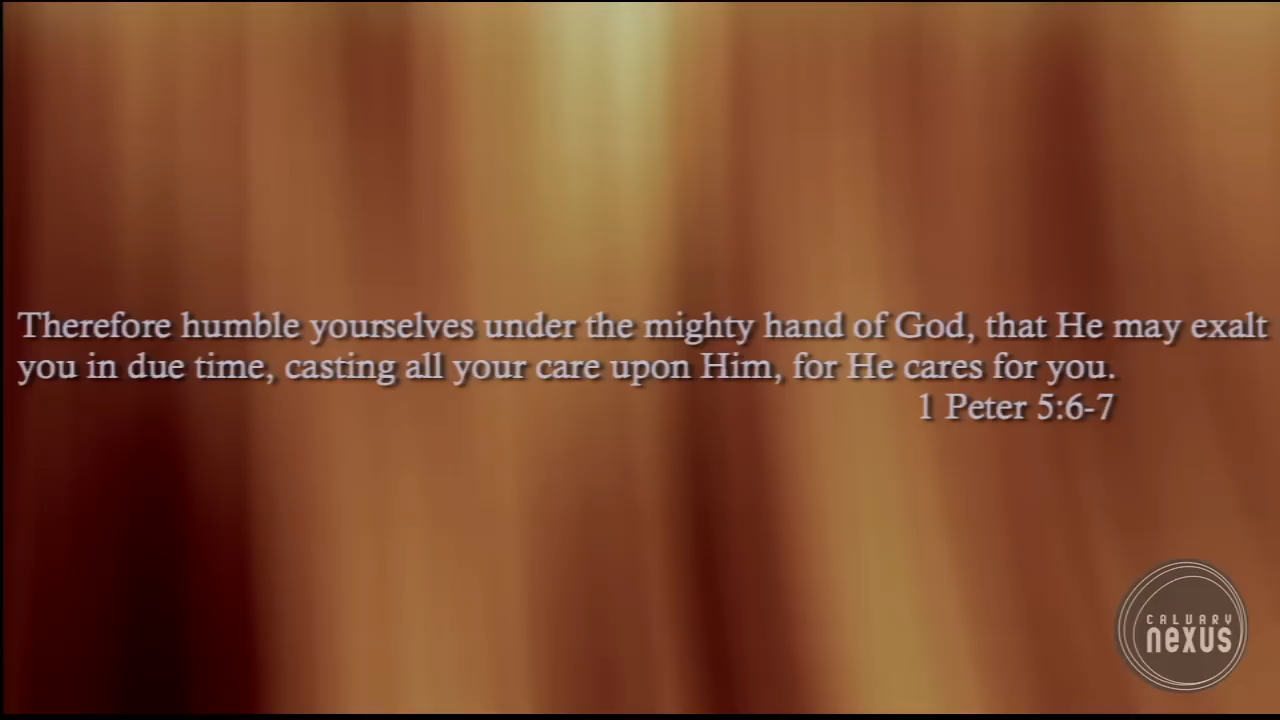 Therefore humble yourselves under the mighty hand of God, that He may exalt
you in due time, casting all your care upon Him, for He cares for you.
1 Peter 5:6-7
CALVARY
nexus